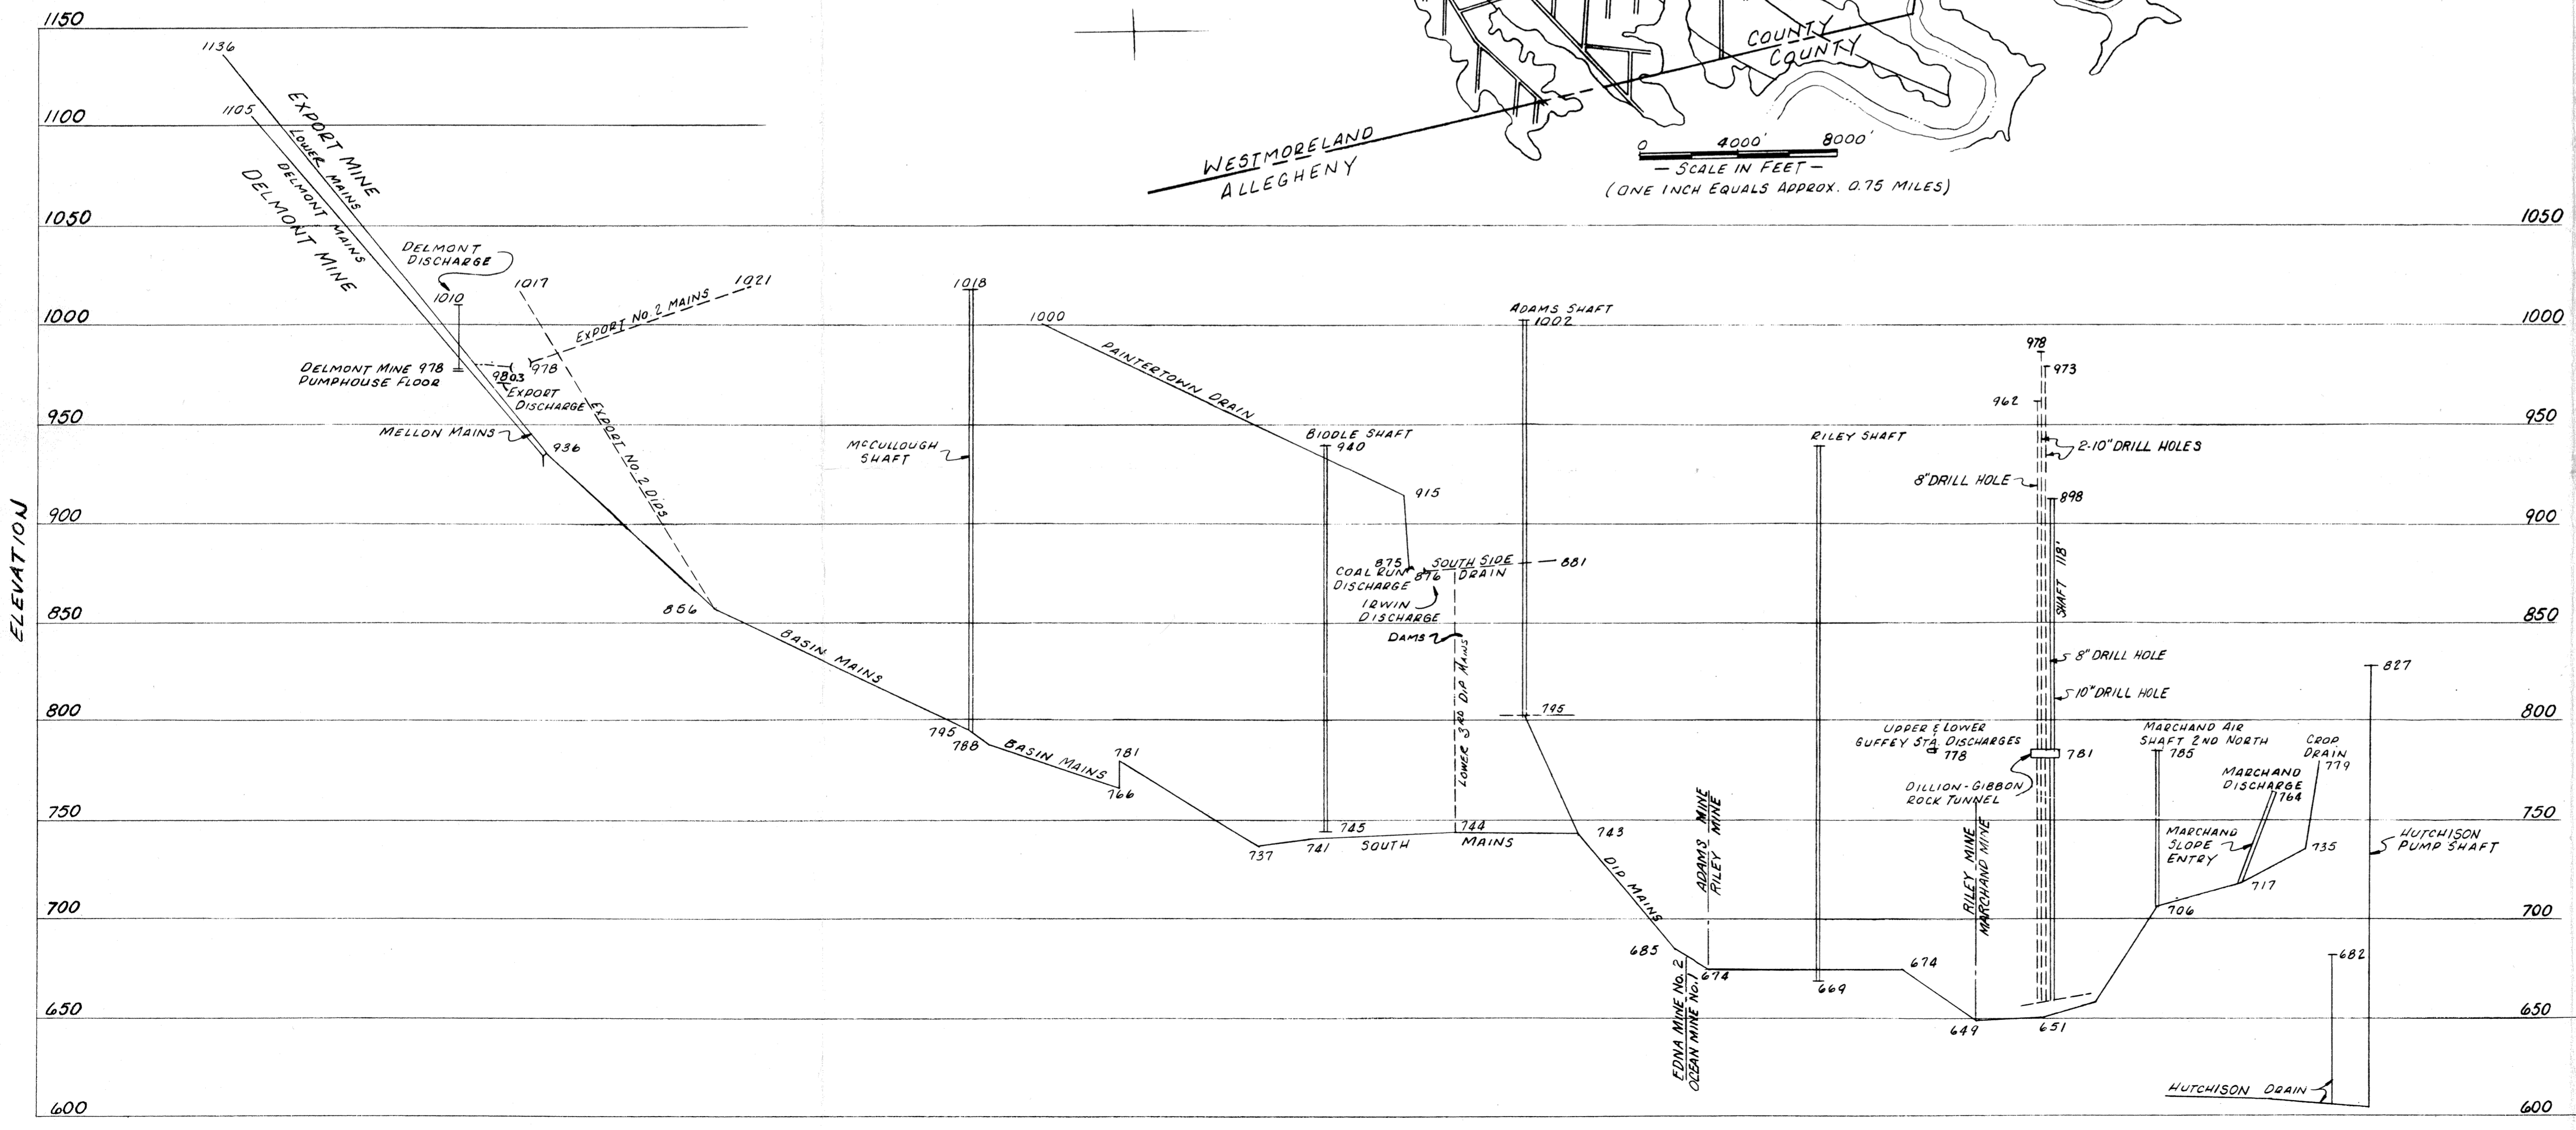 1150
1100
1050
1000
950
900
850
800
750
700
650
600
ELEVATION
1136
1105
EXPORT MINE
LOWER MAINS
DELMONT MAINS
DELMONT MINE
DELMONT
DISCHARGE
1010
1017
EXPORT No. 2 MAINS
1021
DELMONT MINE 978
PUMPHOUSE FLOOR
978
EXPORT
DISCHARGE
MELLON MAINS
936
EXPORT No. 2 DIPS
856
BASIN MAINS
MCCULLOUGH
SHAFT
1018
795
788
BASIN MAINS
781
766
737
COUNTY
COUNTY
WESTMORELAND
ALLEGHENY
0 4000' 8000'
— SCALE IN FEET —
(ONE INCH EQUALS APPROX. 0.75 MILES)
1000
PAINTERTOWN DRAIN
BIDDLE SHAFT
940
915
875
COAL RUN
DISCHARGE
876
SOUTH SIDE
DRAIN
881
IRWIN
DISCHARGE
DAMS
LOWER 3RD DIP MAINS
745
741
SOUTH MAINS
744
743
ADAMS SHAFT
1002
795
DIP MAINS
685
EDNA MINE No. 2
OCEAN MINE No. 1
674
ADAMS MINE
RILEY MINE
RILEY SHAFT
669
674
RILEY MINE
MARCHAND MINE
649
651
978
973
962
2-10" DRILL HOLES
8" DRILL HOLE
898
SHAFT 118'
8" DRILL HOLE
10" DRILL HOLE
UPPER & LOWER
GUFFEY STA. DISCHARGES
778
781
DILLION-GIBBON
ROCK TUNNEL
MARCHAND AIR
SHAFT 2ND NORTH
785
706
MARCHAND
DISCHARGE
764
MARCHAND
SLOPE
ENTRY
717
CROP
DRAIN
779
735
827
HUTCHISON
PUMP SHAFT
682
HUTCHISON DRAIN
1050
1000
950
900
850
800
750
700
650
600